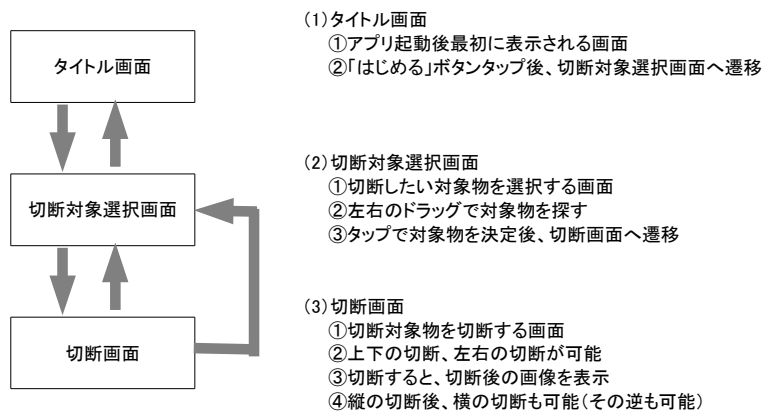 タイトル画面
切断対象選択画面
切断画面
(1)タイトル画面
①アプリ起動後最初に表示される画面
②「はじめる」ボタンタップ後、切断対象選択画面へ遷移
(2)切断対象選択画面
①切断したい対象物を選択する画面
②左右のドラッグで対象物を探す
③タップで対象物を決定後、切断画面へ遷移
(3)切断画面
①切断対象物を切断する画面
②上下の切断、左右の切断が可能
③切断すると、切断後の画像を表示
④縦の切断後、横の切断も可能(その逆も可能)